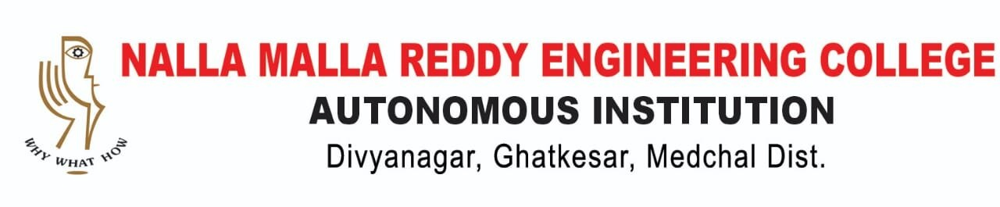 NALLA MALLA REDDY ENGINEERING COLLEGE
AUTONOMOUS INSTITUTION
Divyanagar, Ghatkesar, Medchal Dist.
WHY WHAT HOW